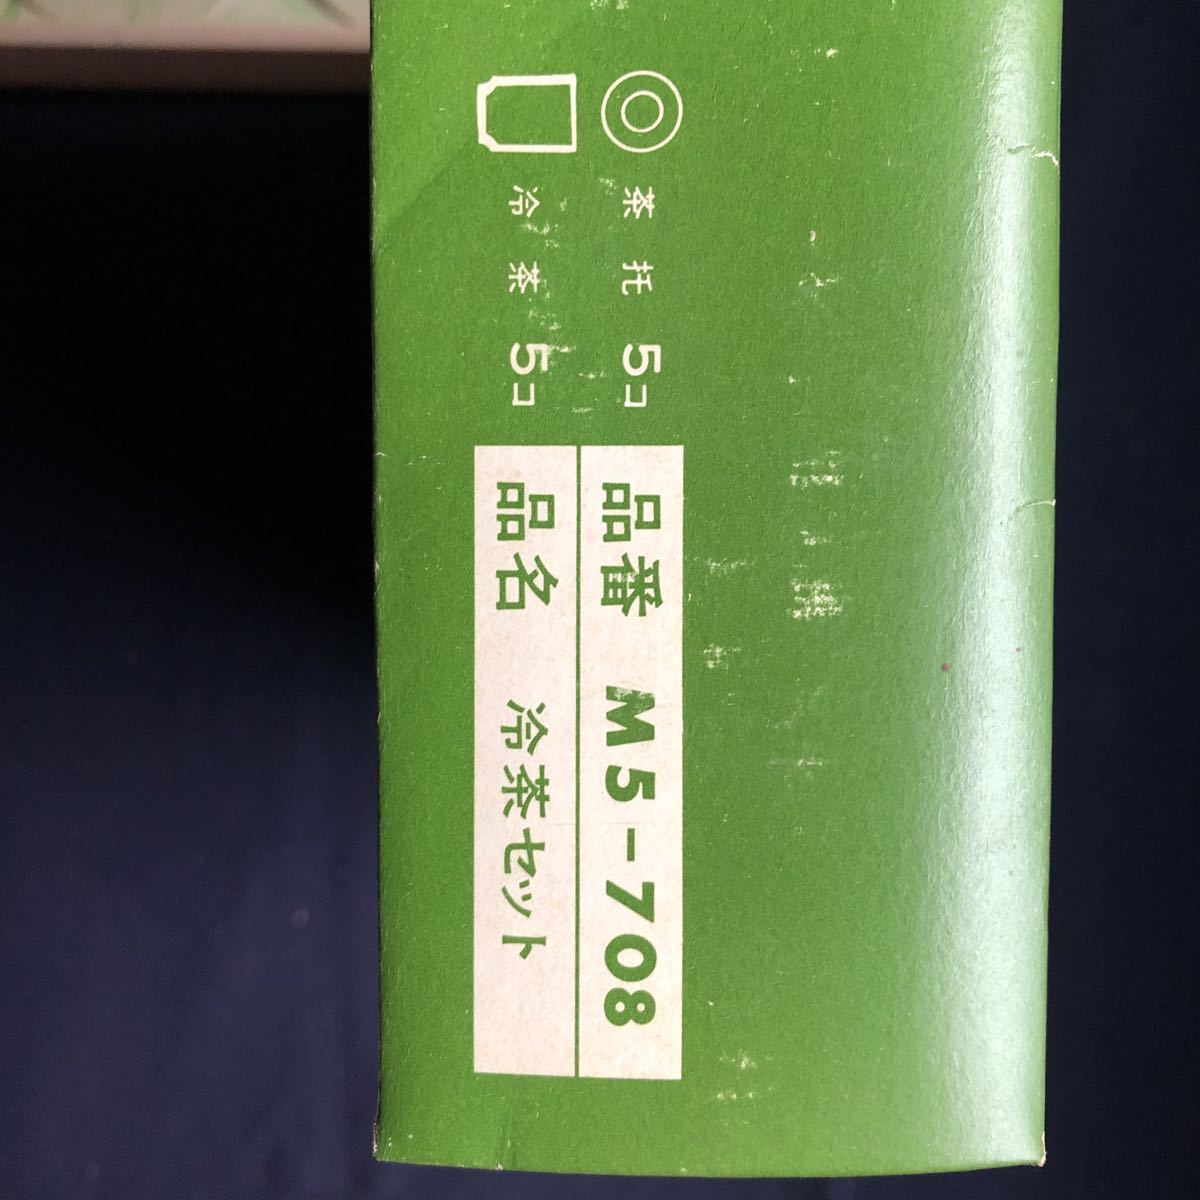 茶托 5コ
冷茶 5コ
品番 M5-708
品名 冷茶セット